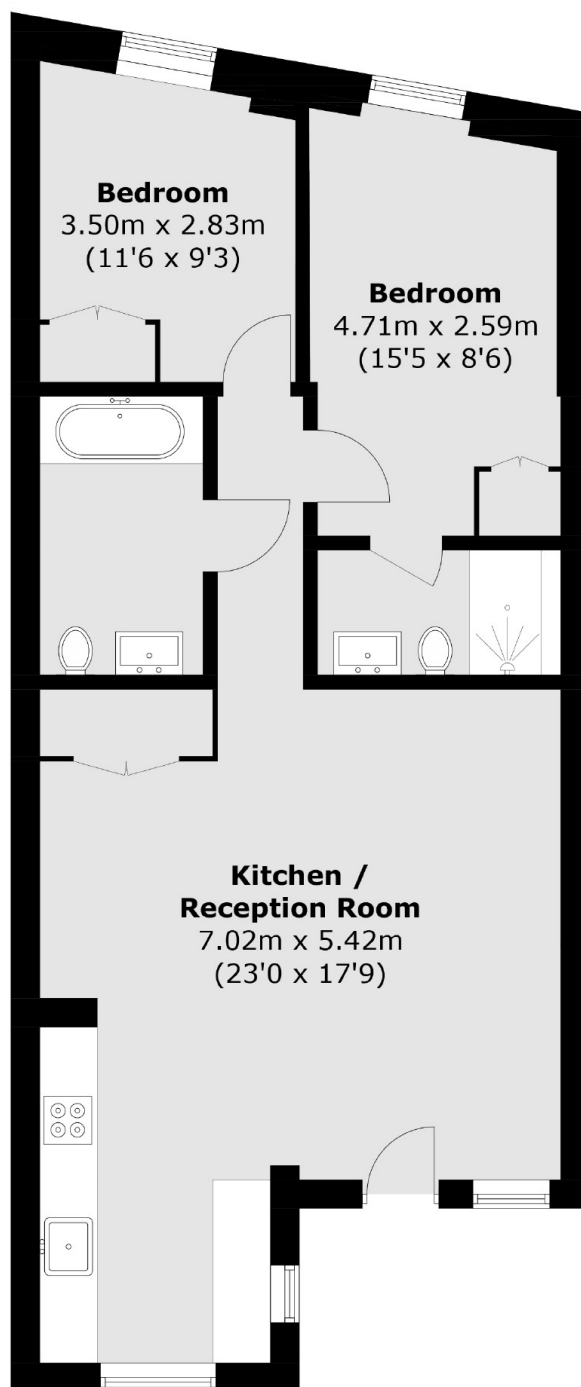 Bedroom
3.50m x 2.83m
(11'6 x 9'3)
Bedroom
4.71m x 2.59m
(15'5 x 8'6)
Kitchen /
Reception Room
7.02m x 5.42m
(23'0 x 17'9)